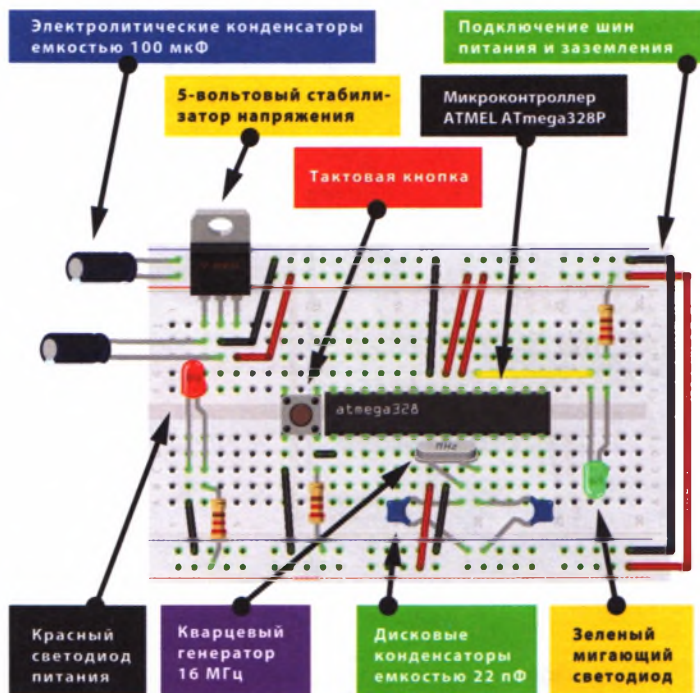 Электролитические конденсаторы
емкостью 100 мкФ
Подключение шин
питания и заземления
5-вольтовый стабили-
затор напряжения
Микроконтроллер
ATMEL ATmega328P
Тактовая кнопка
atmega328
Красный
светодиод
питания
Кварцевый
генератор
16 МГц
Дисковые
конденсаторы
емкостью 22 пФ
Зеленый
мигающий
светодиод